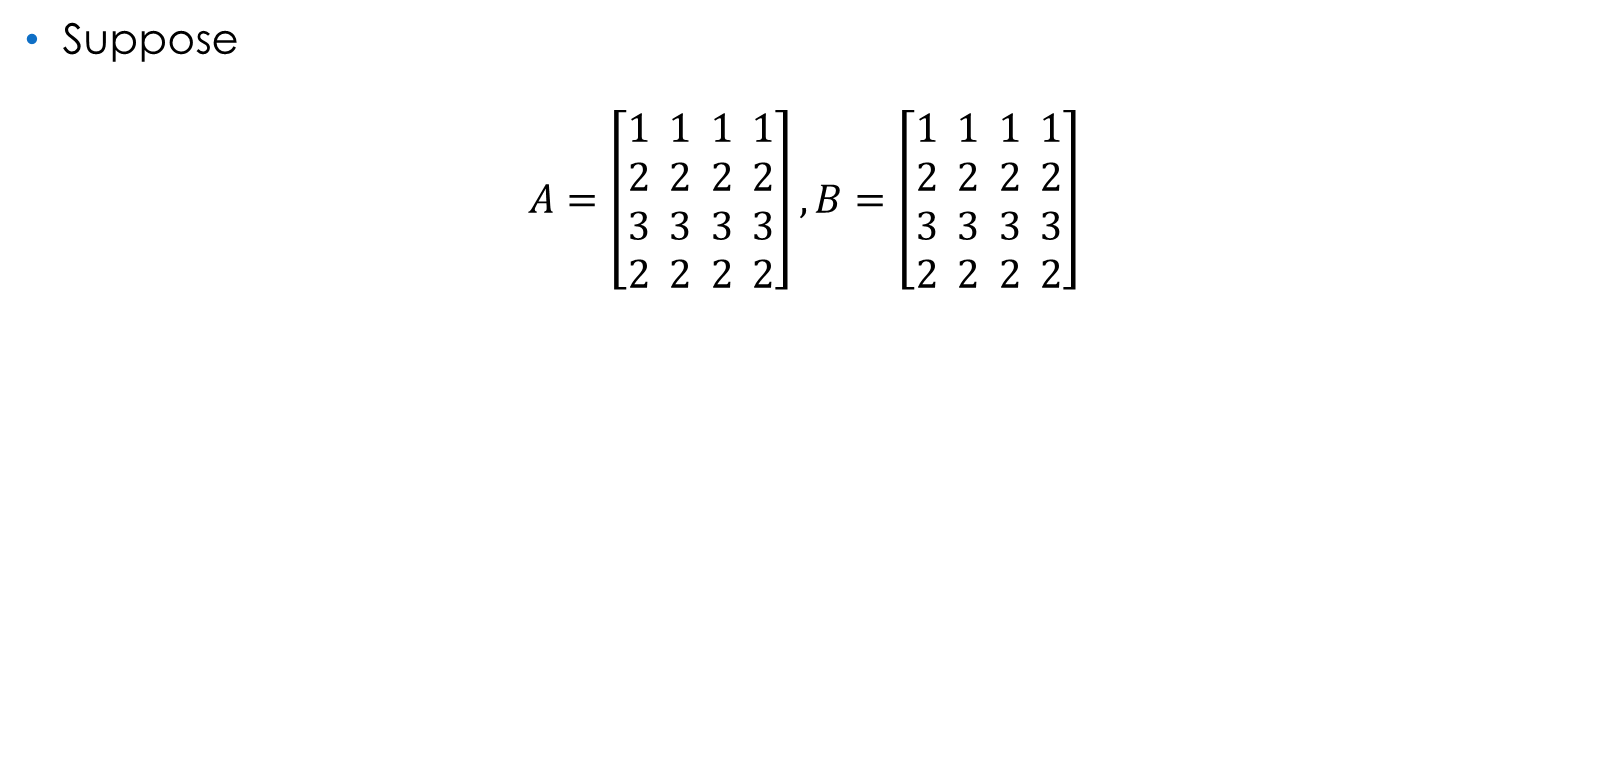 • Suppose
1 1 1 1 1 1 1 1
2 2 2 2 2 2 2 2
A = , B =
3 3 3 3 3 3 3 3
2 2 2 2 2 2 2 2